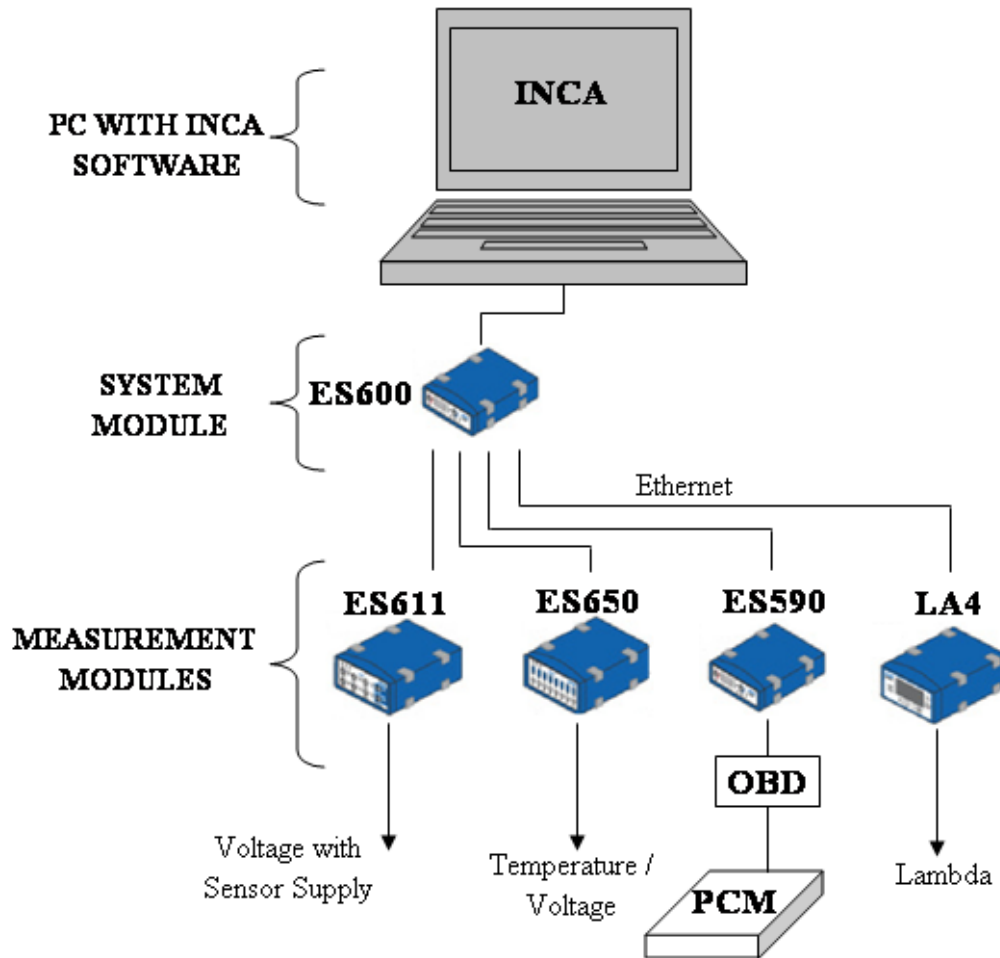 INCA
PC WITH INCA
SOFTWARE
SYSTEM
MODULE
ES600
Ethernet
MEASUREMENT
MODULES
ES611
ES650
ES590
LA4
OBD
Voltage with
Sensor Supply
Temperature /
Voltage
PCM
Lambda